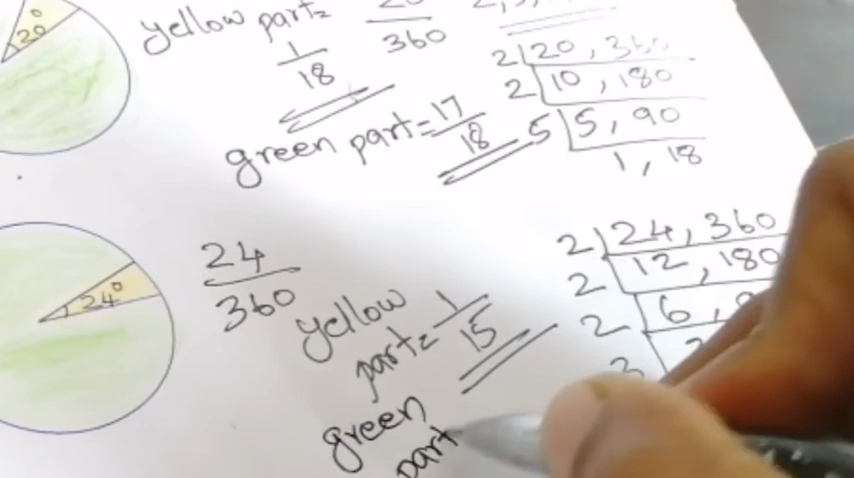 20°
yellow part=
360
1
18
2 20, 360
2 10, 180
5 5, 90
1, 18
green part=17
18
24°
24
360
yellow
part=1
15
2 24, 360
2 12, 180
2 6,
3
green
part